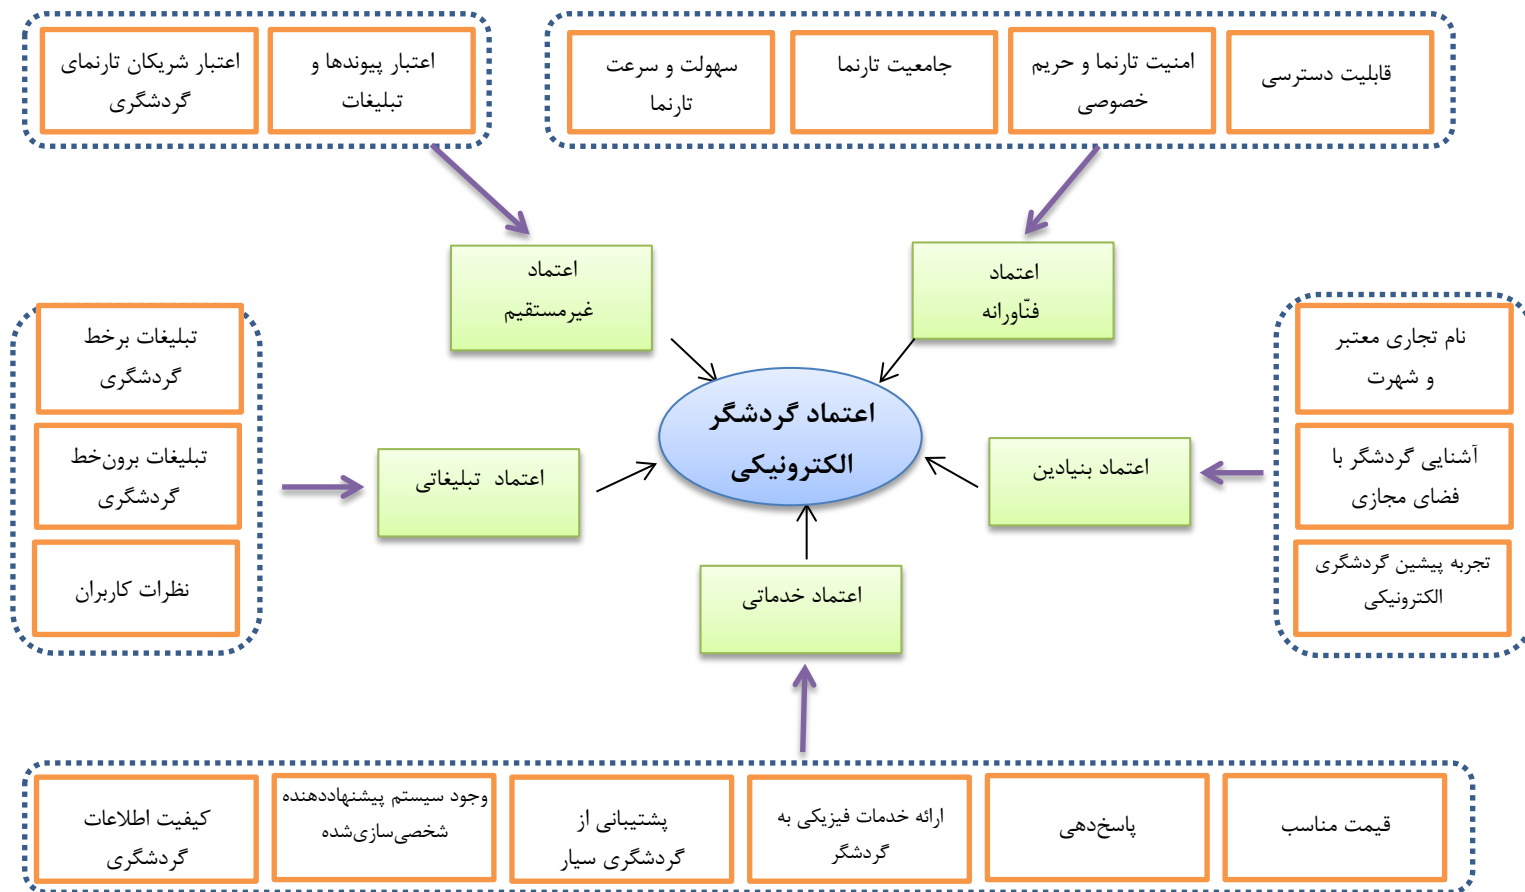 قابلیت دسترسی
امنیت تارنما و حریم
خصوصی
جامعیت تارنما
سهولت و سرعت
تارنما
اعتبار پیوندها و
تبلیغات
اعتبار شریکان تارنمای
گردشگری
اعتماد
فنّاورانه
اعتماد
غیرمستقیم
نام تجاری معتبر
و شهرت
آشنایی گردشگر با
فضای مجازی
تجربه پیشین گردشگری
الکترونیکی
اعتماد بنیادین
اعتماد گردشگر
الکترونیکی
اعتماد تبلیغاتی
تبلیغات برخط
گردشگری
تبلیغات برون‌خط
گردشگری
نظرات کاربران
اعتماد خدماتی
قیمت مناسب
پاسخ‌دهی
ارائه خدمات فیزیکی به
گردشگر
پشتیبانی از
گردشگری سیار
وجود سیستم پیشنهاددهنده
شخصی‌سازی‌شده
کیفیت اطلاعات
گردشگری